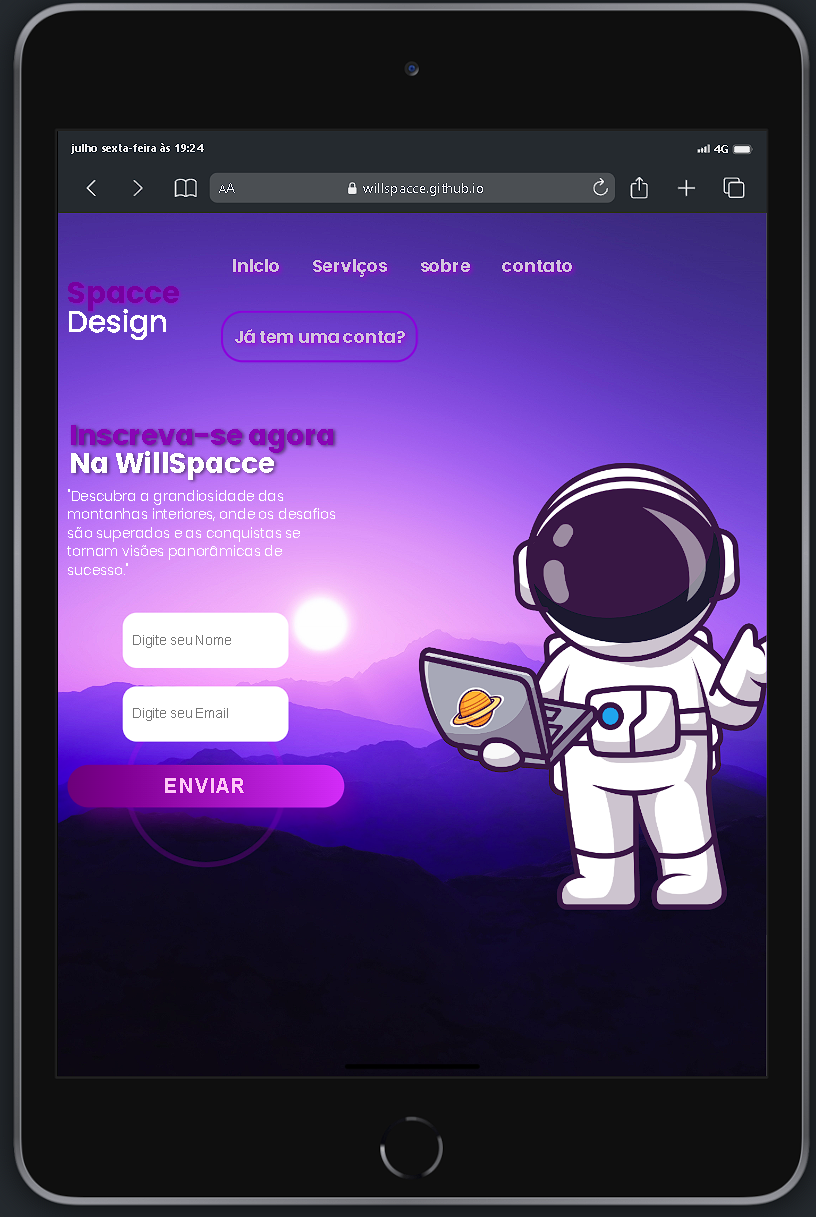 julho sexta-feira às 19:24
4G
AA
willspacce.github.io
Inicio Serviços sobre contato
Spacce
Design
Já tem uma conta?
Inscreva-se agora
Na WillSpacce
"Descubra a grandiosidade das
montanhas interiores, onde os desafios
são superados e as conquistas se
tornam visões panorâmicas de
sucesso."
Digite seu Nome
Digite seu Email
ENVIAR